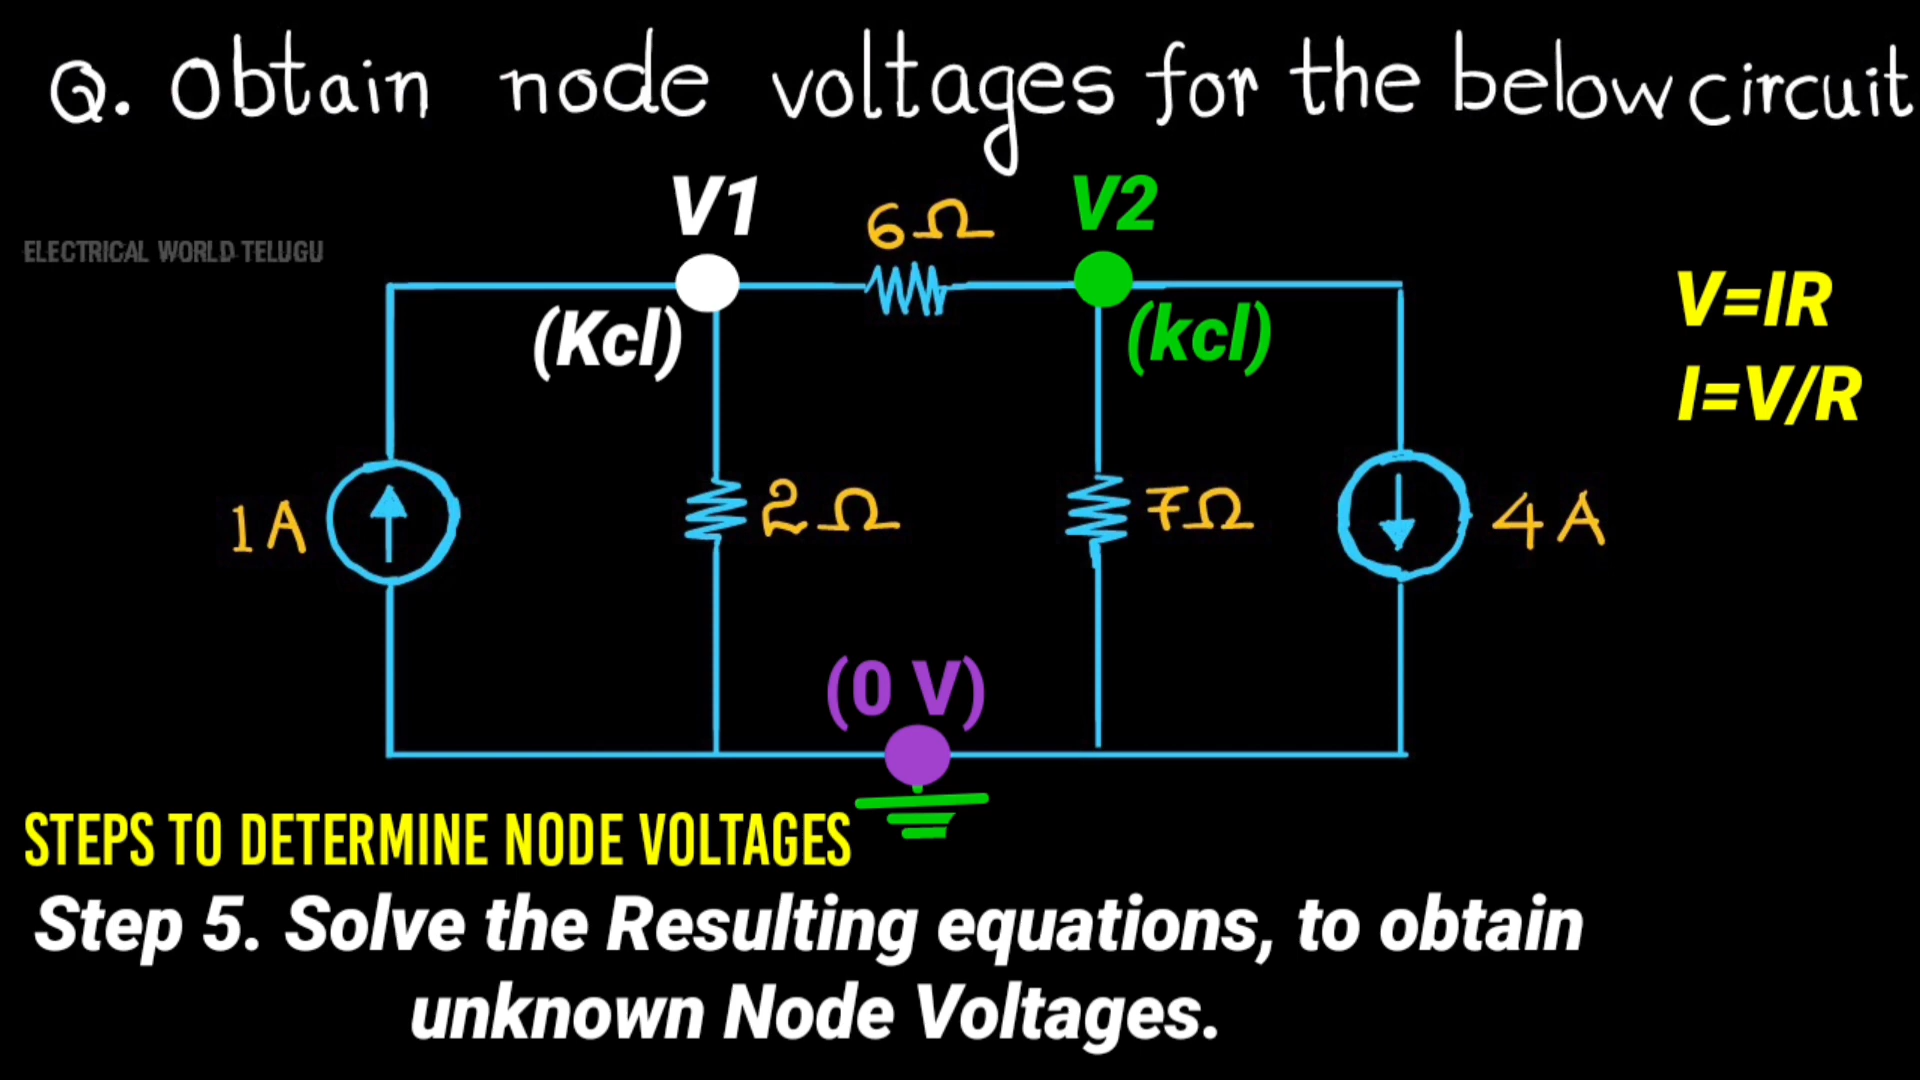 Q. Obtain node voltages for the below circuit
V1
6Ω
V2
ELECTRICAL WORLD TELUGU
(Kcl)
(kcl)
V=IR
I=V/R
1A
2Ω
7Ω
4A
(0 V)
STEPS TO DETERMINE NODE VOLTAGES
Step 5. Solve the Resulting equations, to obtain
unknown Node Voltages.